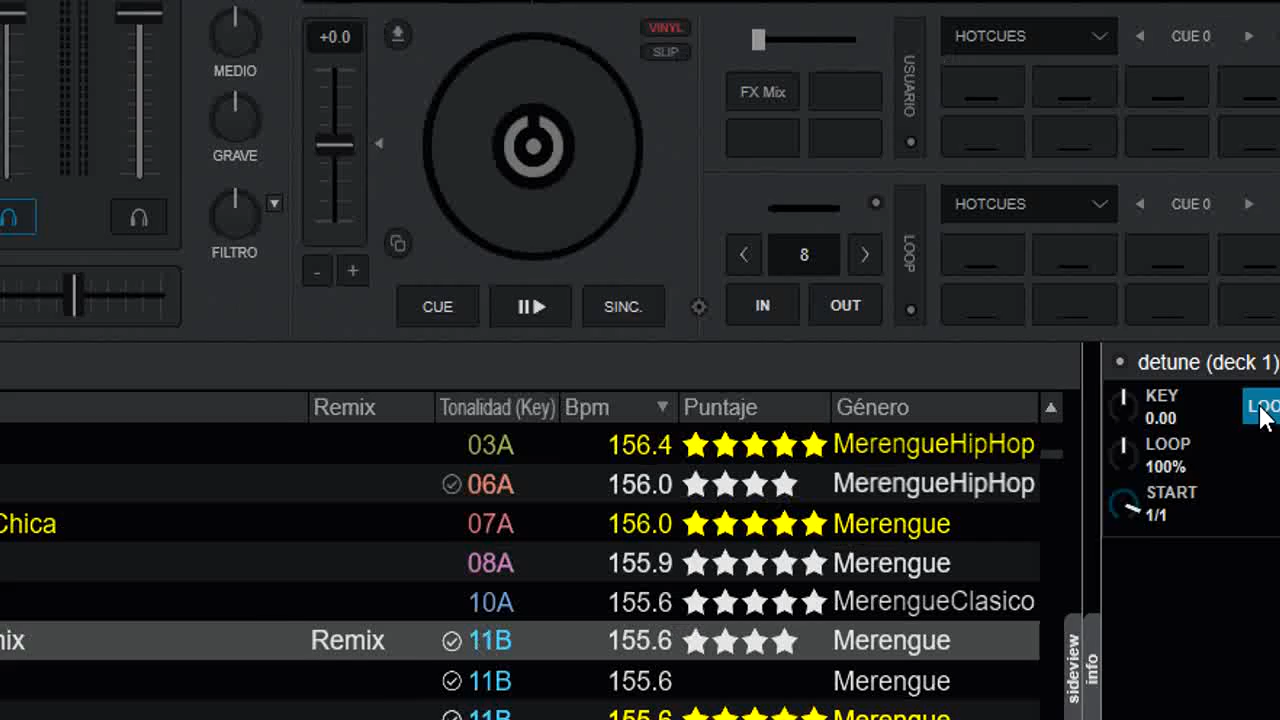 +0.0
VINYL
SLIP
HOTCUES
CUE 0
MEDIO
USUARIO
FX Mix
GRAVE
HOTCUES
CUE 0
FILTRO
LOOP
8
- +
CUE
SINC.
IN
OUT
detune (deck 1)
Remix
Tonalidad (Key)
Bpm
Puntaje
Género
KEY
0.00
LOOP
100%
START
1/1
03A 156.4 MerengueHipHop
06A 156.0 MerengueHipHop
Chica 07A 156.0 Merengue
08A 155.9 Merengue
10A 155.6 MerengueClasico
Remix 11B 155.6 Merengue
11B 155.6 Merengue
sideview
info